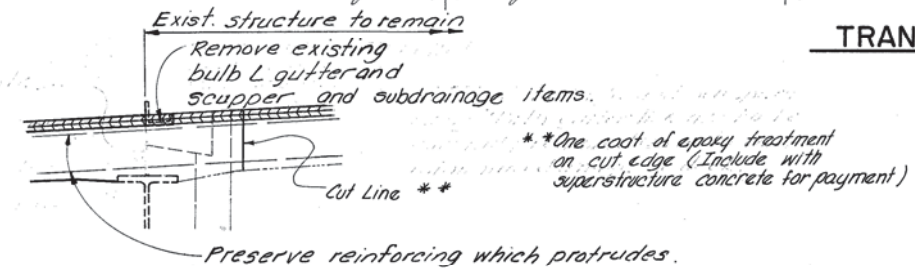 Exist. structure to remain
TRAN
Remove existing
bulb L gutter and
scupper and subdrainage items.
**One coat of epoxy treatment
on cut edge (Include with
superstructure concrete for payment)
Cut Line **
Preserve reinforcing which protrudes.